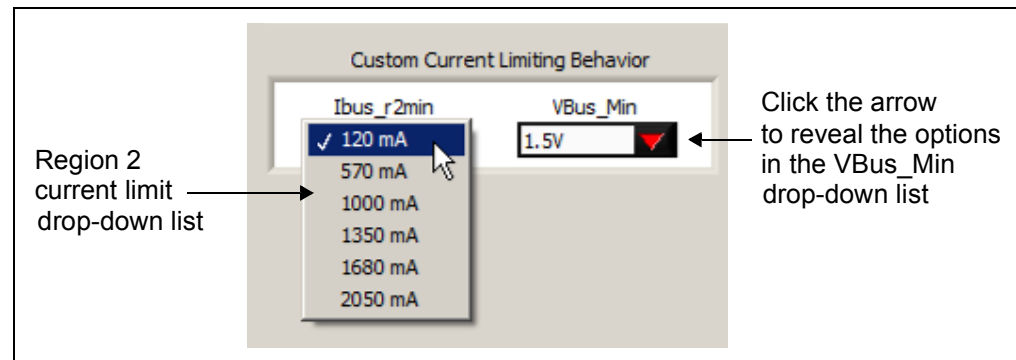 Custom Current Limiting Behavior
Ibus_r2min
VBus_Min
✓ 120 mA
570 mA
1000 mA
1350 mA
1680 mA
2050 mA
1.5V
Region 2
current limit
drop-down list
Click the arrow
to reveal the options
in the VBus_Min
drop-down list